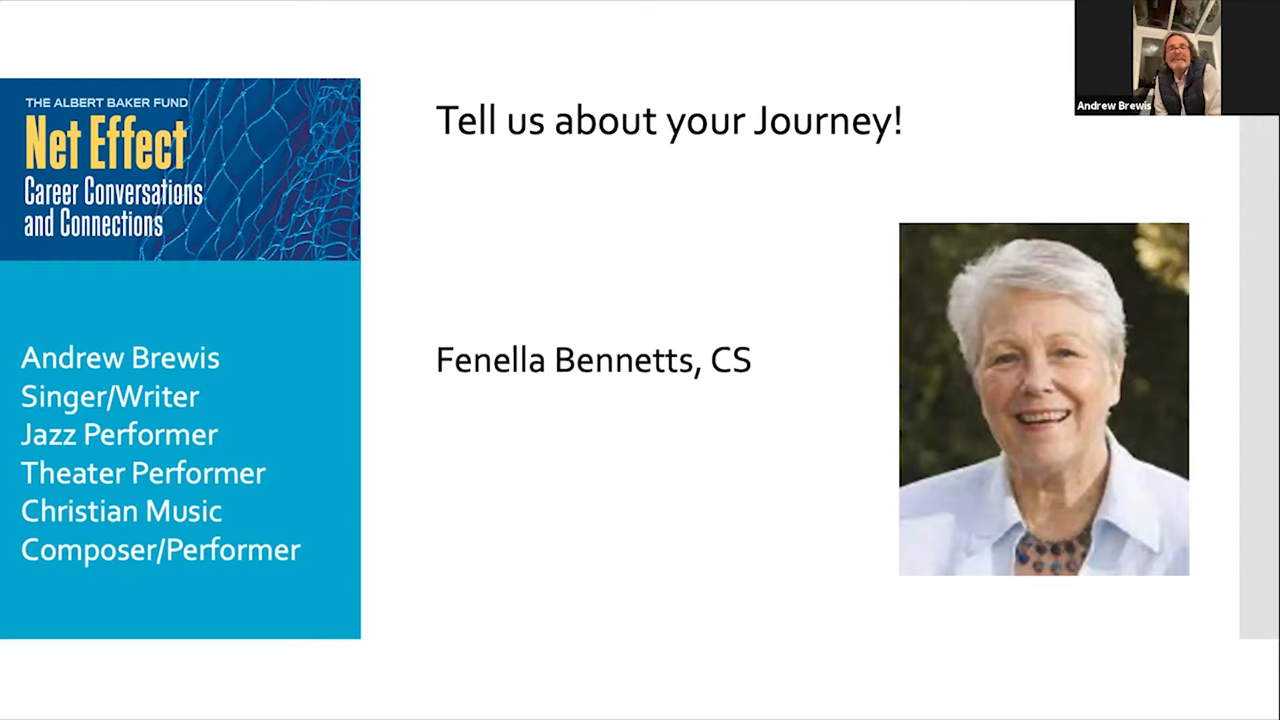 THE ALBERT BAKER FUND
Net Effect
Career Conversations
and Connections
Andrew Brewis
Singer/Writer
Jazz Performer
Theater Performer
Christian Music
Composer/Performer
Tell us about your Journey!
Fenella Bennetts, CS
Andrew Brewis